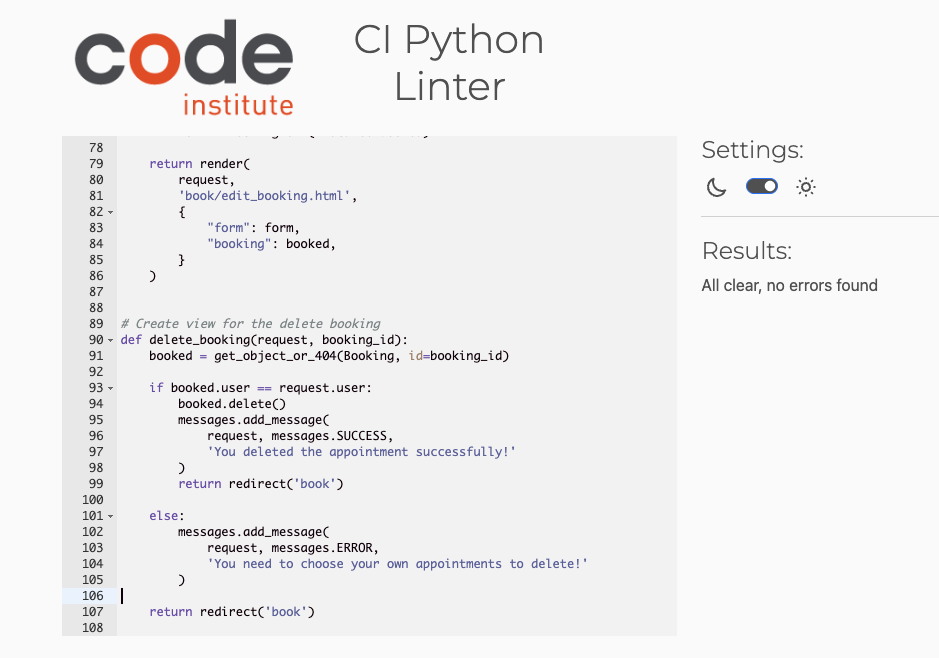 code
institute
CI Python
Linter
78
79 return render(
80 request,
81 'book/edit_booking.html',
82 {
83 "form": form,
84 "booking": booked,
85 }
86 )
87
88
89 # Create view for the delete booking
90 def delete_booking(request, booking_id):
91 booked = get_object_or_404(Booking, id=booking_id)
92
93 if booked.user == request.user:
94 booked.delete()
95 messages.add_message(
96 request, messages.SUCCESS,
97 'You deleted the appointment successfully!'
98 )
99 return redirect('book')
100
101 else:
102 messages.add_message(
103 request, messages.ERROR,
104 'You need to choose your own appointments to delete!'
105 )
106
107 return redirect('book')
108
Settings:
Results:
All clear, no errors found